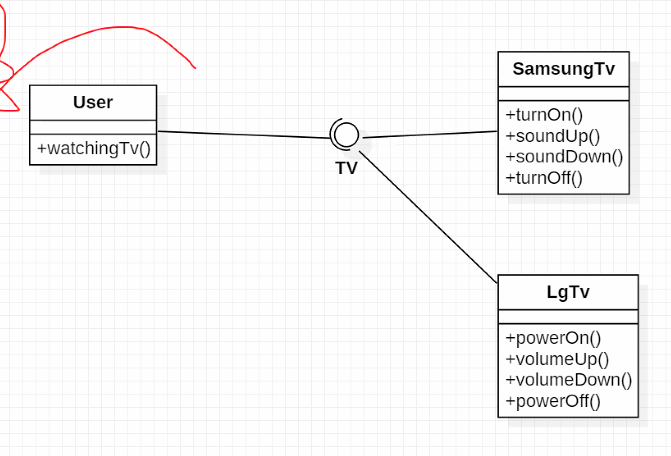 User
+watchingTv()
TV
SamsungTv
+turnOn()
+soundUp()
+soundDown()
+turnOff()
LgTv
+powerOn()
+volumeUp()
+volumeDown()
+powerOff()